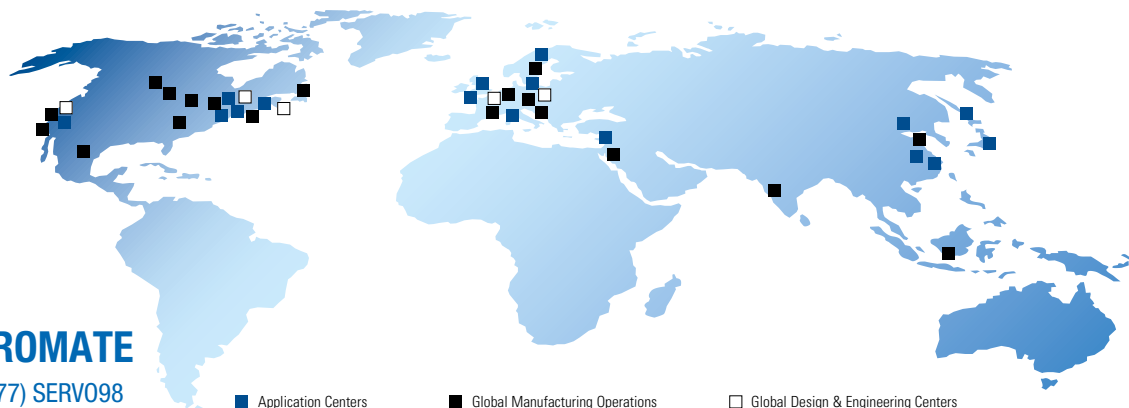 ROMATE
77) SERVO98
Application Centers
Global Manufacturing Operations
Global Design & Engineering Centers